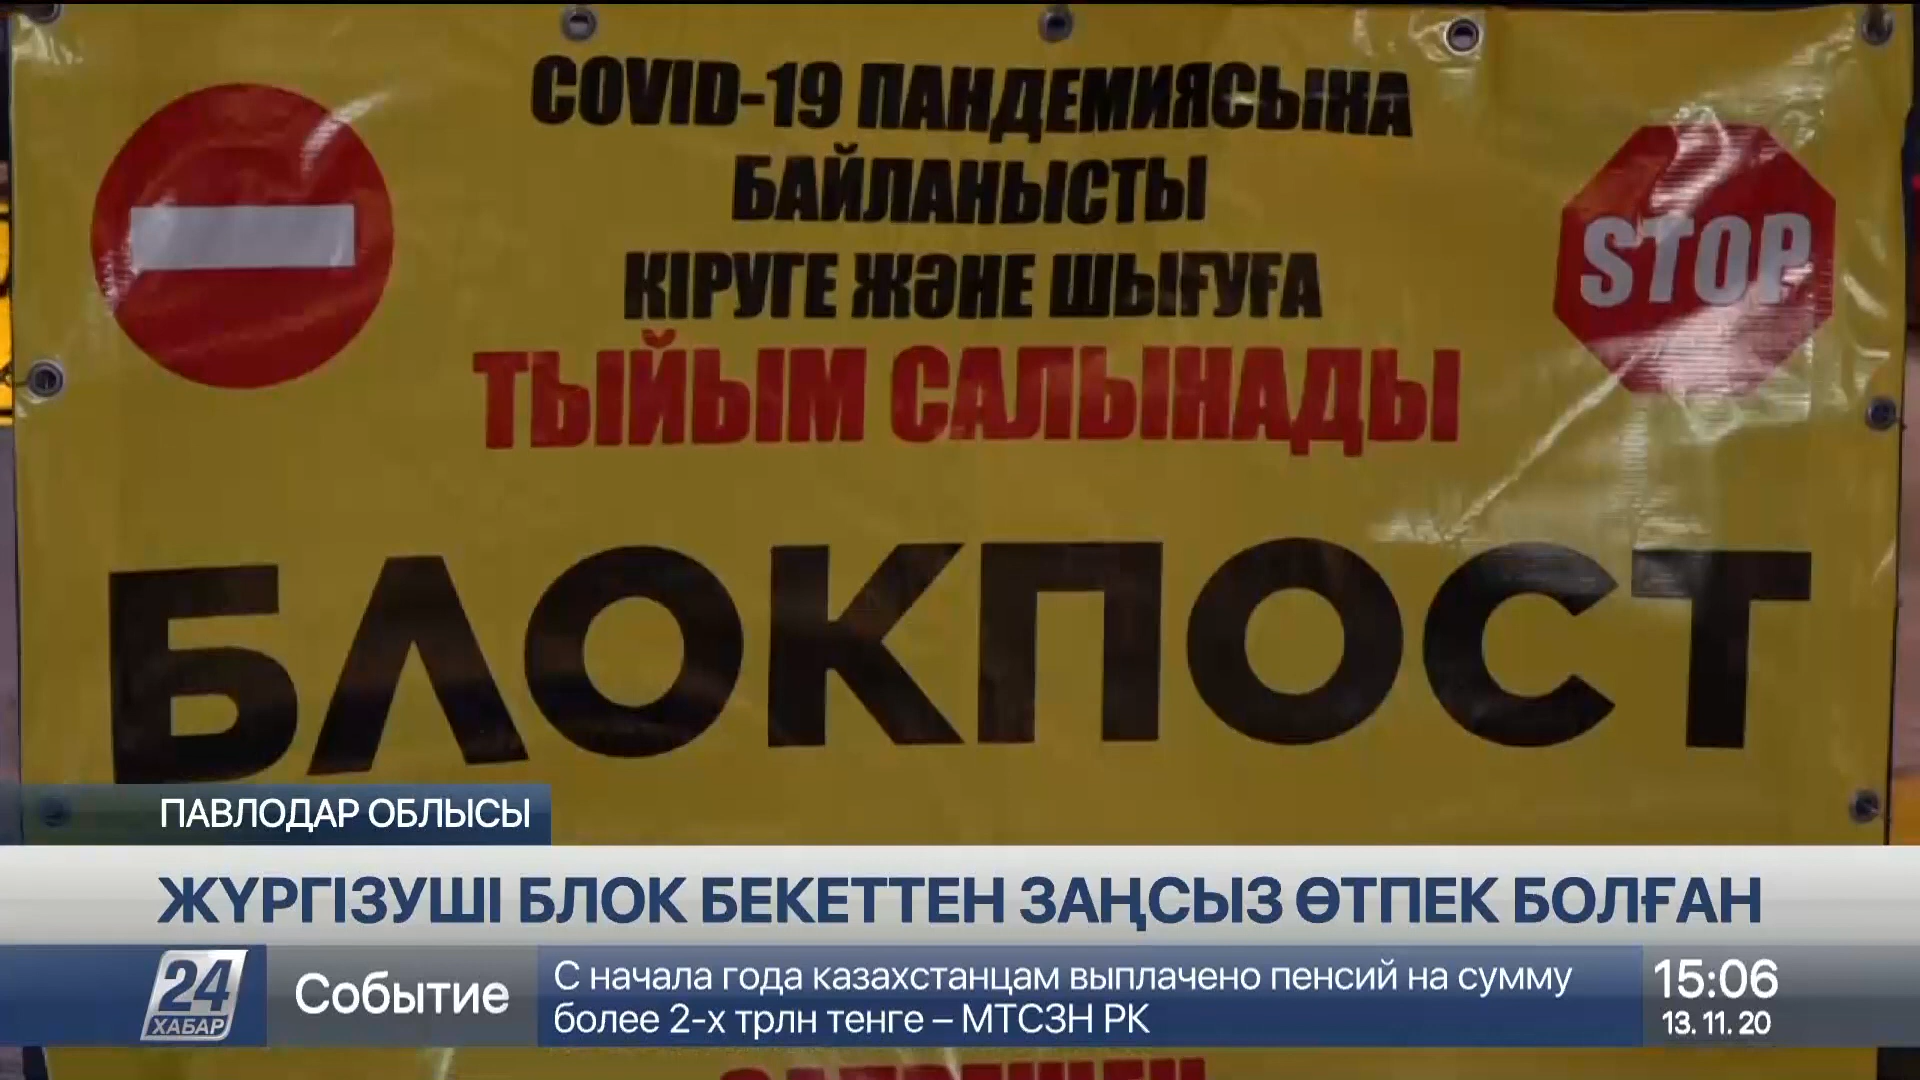 COVID-19 ПАНДЕМИЯСЫНА
БАЙЛАНЫСТЫ
КІРУГЕ ЖӘНЕ ШЫҒУҒА
ТЫЙЫМ САЛЫНАДЫ
STOP
БЛОКПОСТ
ПАВЛОДАР ОБЛЫСЫ
ЖҮРГІЗУШІ БЛОК БЕКЕТТЕН ЗАҢСЫЗ ӨТПЕК БОЛҒАН
24
ХАБАР
Событие
С начала года казахстанцам выплачено пенсий на сумму
более 2-х трлн тенге – МТСЗН РК
15:06
13. 11. 20